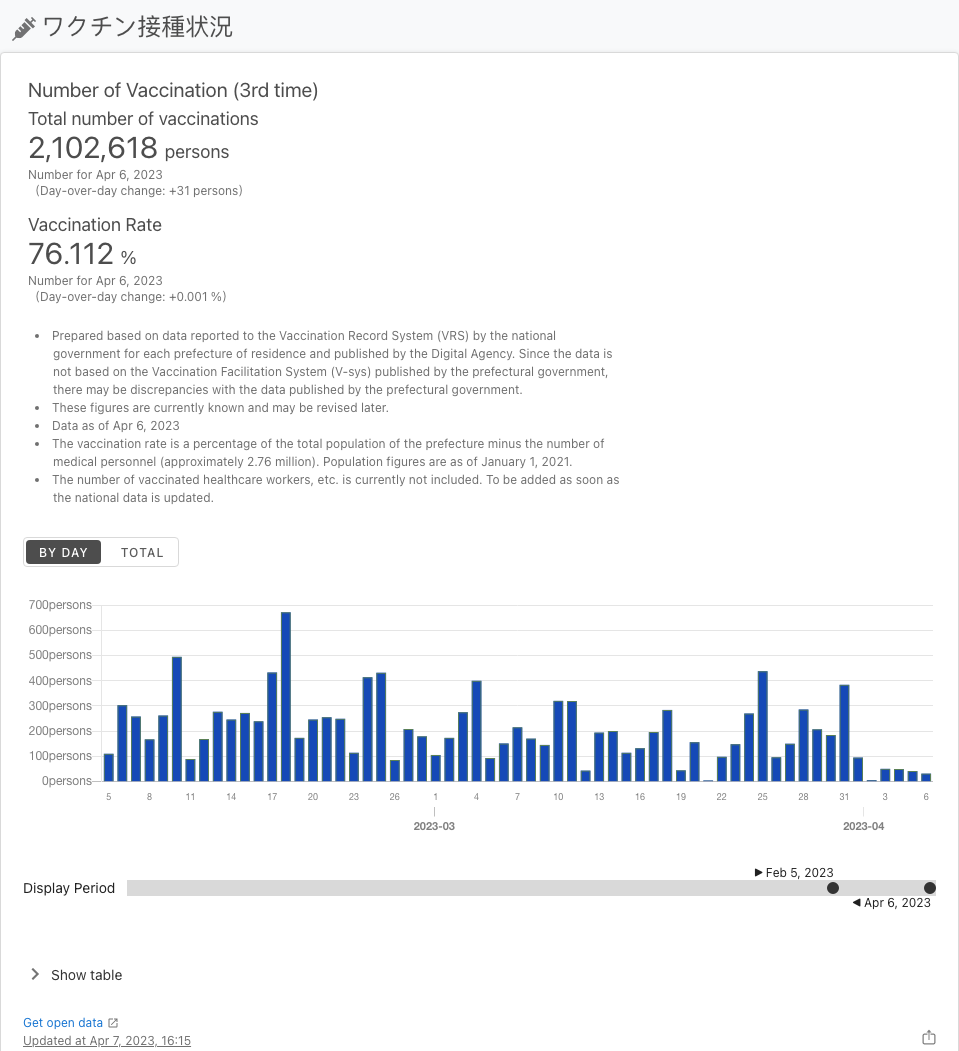 ワクチン接種状況
Number of Vaccination (3rd time)
Total number of vaccinations
2,102,618 persons
Number for Apr 6, 2023
(Day-over-day change: +31 persons)
Vaccination Rate
76.112 %
Number for Apr 6, 2023
(Day-over-day change: +0.001 %)
• Prepared based on data reported to the Vaccination Record System (VRS) by the national
government for each prefecture of residence and published by the Digital Agency. Since the data is
not based on the Vaccination Facilitation System (V-sys) published by the prefectural government,
there may be discrepancies with the data published by the prefectural government.
• These figures are currently known and may be revised later.
• Data as of Apr 6, 2023
• The vaccination rate is a percentage of the total population of the prefecture minus the number of
medical personnel (approximately 2.76 million). Population figures are as of January 1, 2021.
• The number of vaccinated healthcare workers, etc. is currently not included. To be added as soon as
the national data is updated.
BY DAY TOTAL
700persons
600persons
500persons
400persons
300persons
200persons
100persons
0persons
5 8 11 14 17 20 23 26 1 4 7 10 13 16 19 22 25 28 31 3 6
2023-03 2023-04
▶ Feb 5, 2023
Display Period
◀ Apr 6, 2023
Show table
Get open data
Updated at Apr 7, 2023, 16:15